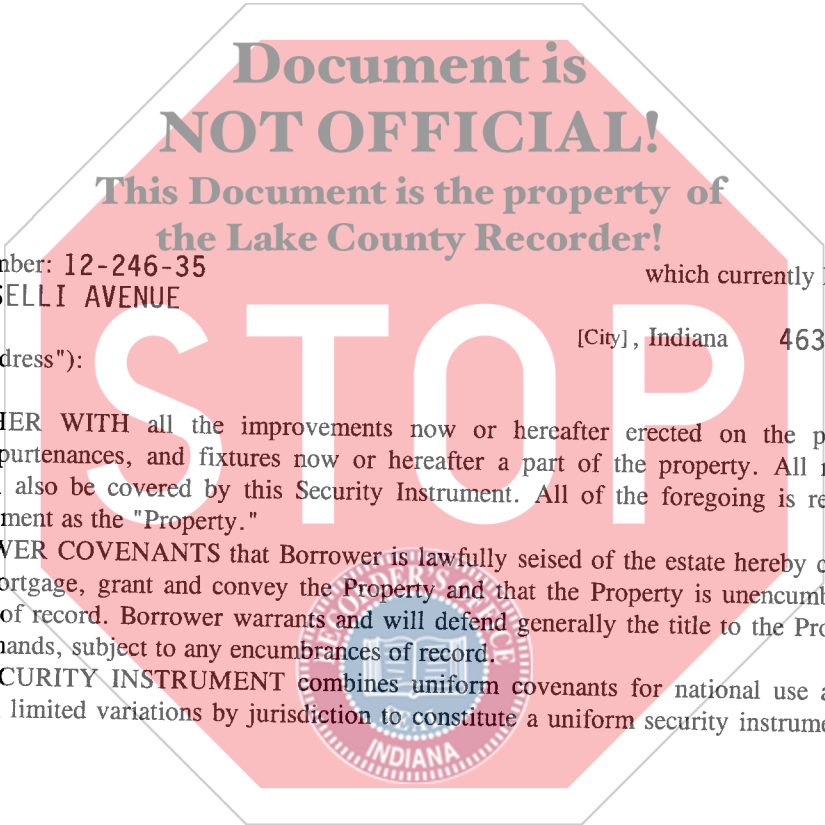 Document is
NOT OFFICIAL!
This Document is the property of
the Lake County Recorder!
nber: 12-246-35
which currently
SELLI AVENUE
[City], Indiana 463
dress"):
STOP
HER WITH all the improvements now or hereafter erected on the p
purtenances, and fixtures now or hereafter a part of the property. All
also be covered by this Security Instrument. All of the foregoing is re
ment as the "Property."
WER COVENANTS that Borrower is lawfully seised of the estate hereby c
ortgage, grant and convey the Property and that the Property is unencumb
of record. Borrower warrants and will defend generally the title to the Pro
nands, subject to any encumbrances of record.
CURITY INSTRUMENT combines uniform covenants for national use a
limited variations by jurisdiction to constitute a uniform security instrume
RECORDER'S OFFICE
SEAL
INDIANA